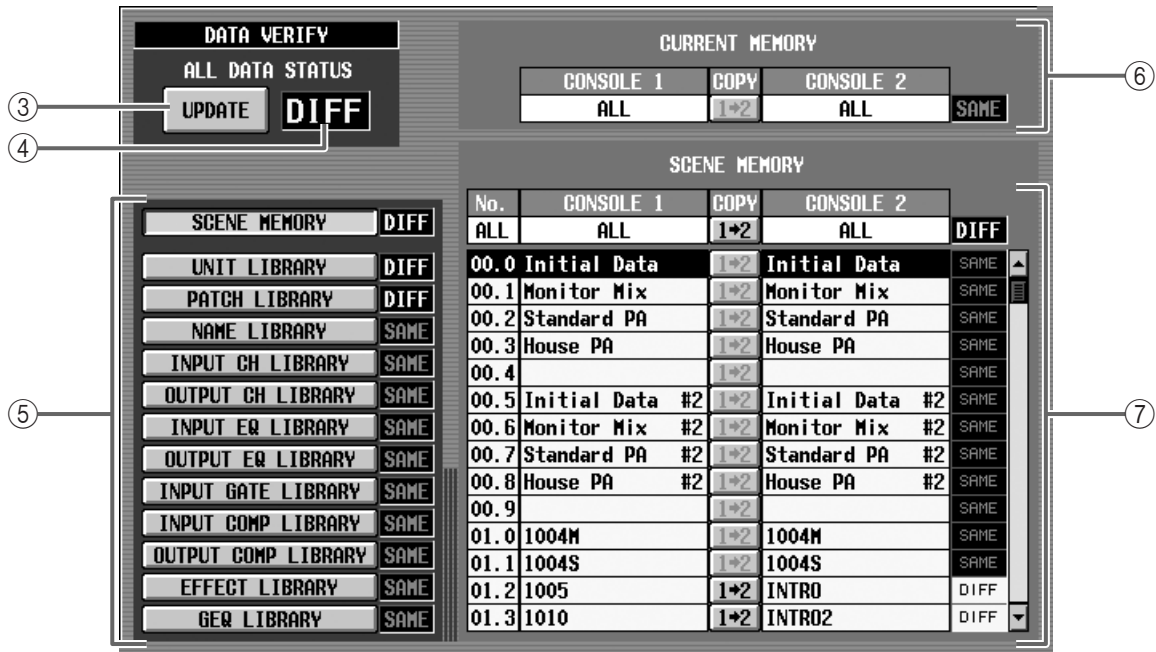 DATA VERIFY
ALL DATA STATUS
UPDATE DIFF
③
④
CURRENT MEMORY
CONSOLE 1 COPY CONSOLE 2
ALL 1➔2 ALL SAME
⑥
⑤
SCENE MEMORY DIFF
UNIT LIBRARY DIFF
PATCH LIBRARY DIFF
NAME LIBRARY SAME
INPUT CH LIBRARY SAME
OUTPUT CH LIBRARY SAME
INPUT EQ LIBRARY SAME
OUTPUT EQ LIBRARY SAME
INPUT GATE LIBRARY SAME
INPUT COMP LIBRARY SAME
OUTPUT COMP LIBRARY SAME
EFFECT LIBRARY SAME
GEQ LIBRARY SAME
SCENE MEMORY
No. CONSOLE 1 COPY CONSOLE 2
ALL ALL 1➔2 ALL DIFF
00.0 Initial Data 1➔2 Initial Data SAME
00.1 Monitor Mix 1➔2 Monitor Mix SAME
00.2 Standard PA 1➔2 Standard PA SAME
00.3 House PA 1➔2 House PA SAME
00.4 1➔2 SAME
00.5 Initial Data #2 1➔2 Initial Data #2 SAME
00.6 Monitor Mix #2 1➔2 Monitor Mix #2 SAME
00.7 Standard PA #2 1➔2 Standard PA #2 SAME
00.8 House PA #2 1➔2 House PA #2 SAME
00.9 1➔2 SAME
01.0 1004M 1➔2 1004M SAME
01.1 1004S 1➔2 1004S SAME
01.2 1005 1➔2 INTRO DIFF
01.3 1010 1➔2 INTRO2 DIFF
⑦